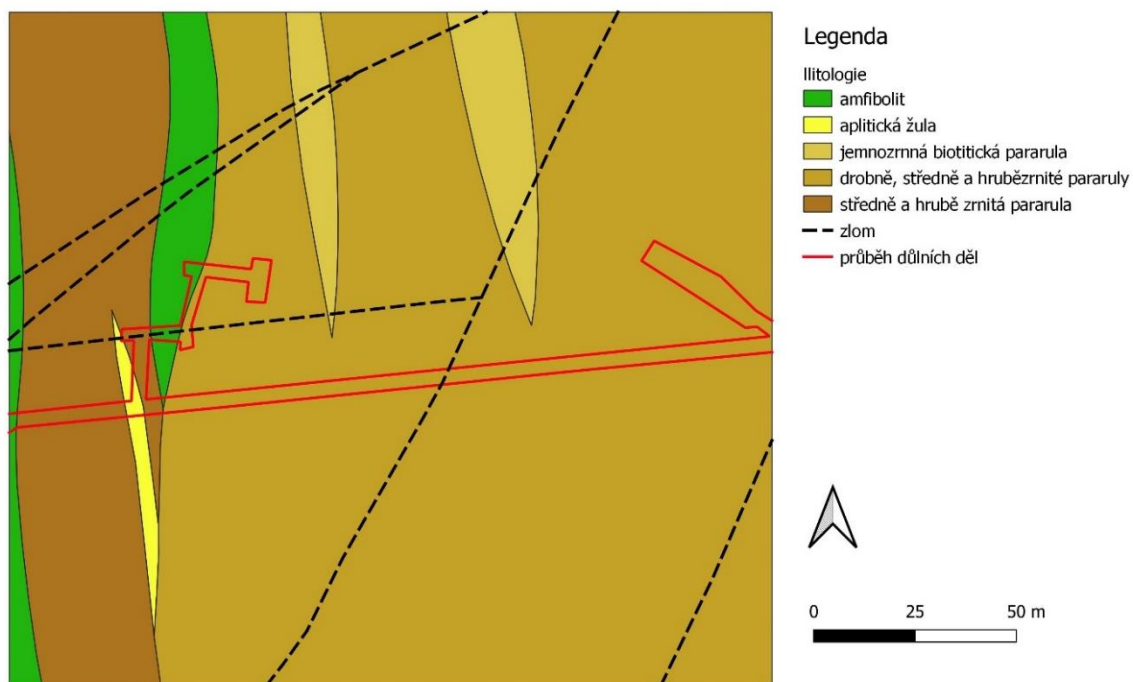 Legenda
Ilitologie
amfibolit
aplitická žula
jemnozrnná biotitická pararula
drobně, středně a hrubězrnité pararuly
středně a hrubě zrnitá pararula
zlom
průběh důlních děl
0 25 50 m